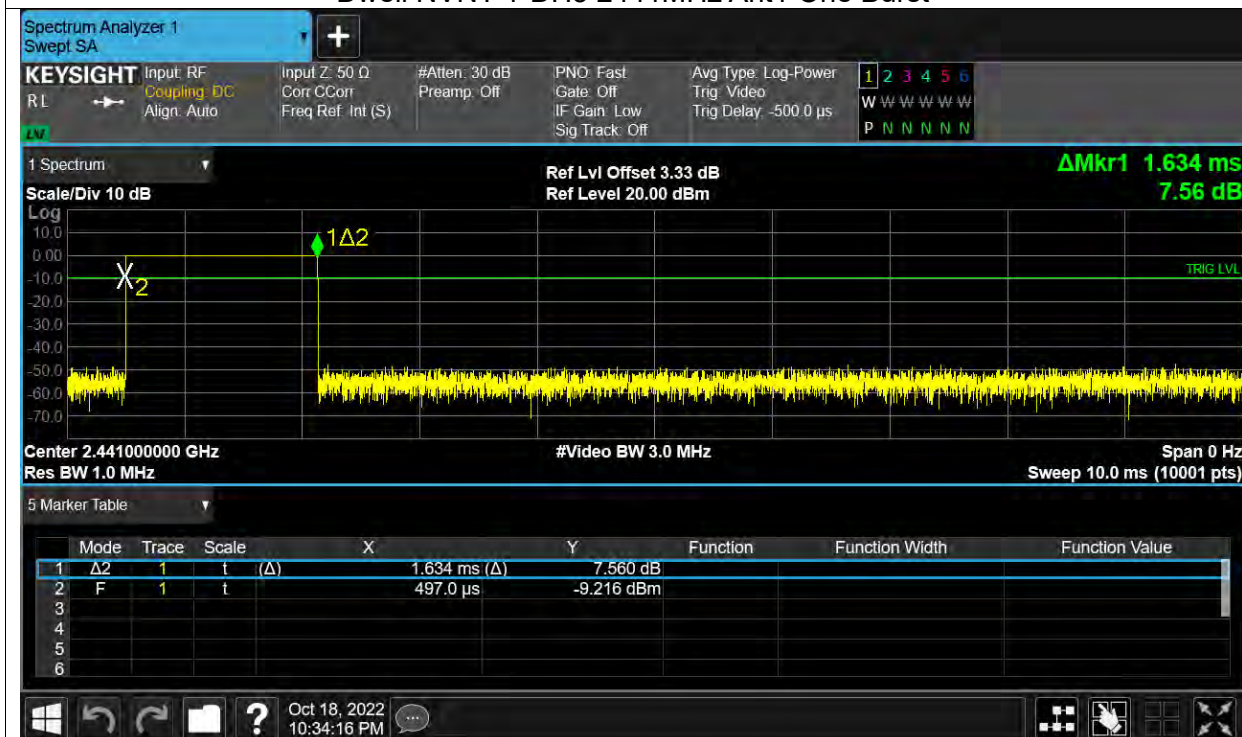 Spectrum Analyzer 1
Swept SA
+
KEYSIGHT Input: RF Input Z: 50 Ω #Atten: 30 dB PNO: Fast Avg Type: Log-Power 1 2 3 4 5 6
RL Coupling: DC Corr CCorr Preamp: Off Gate: Off Trig: Video W W W W W W
Align: Auto Freq Ref: Int (S) IF Gain: Low Trig Delay: -500.0 µs P N N N N N
Sig Track: Off
1 Spectrum Ref Lvl Offset 3.33 dB ΔMkr1 1.634 ms
Scale/Div 10 dB Ref Level 20.00 dBm 7.56 dB
Log
10.0
1Δ2
0.00
TRIG LVL
-10.0
2
-20.0
-30.0
-40.0
-50.0
-60.0
-70.0
Center 2.441000000 GHz #Video BW 3.0 MHz Span 0 Hz
Res BW 1.0 MHz Sweep 10.0 ms (10001 pts)
5 Marker Table
Mode Trace Scale X Y Function Function Width Function Value
1 Δ2 1 t (Δ) 1.634 ms (Δ) 7.560 dB
2 F 1 t 497.0 µs -9.216 dBm
3
4
5
6
? Oct 18, 2022
10:34:16 PM